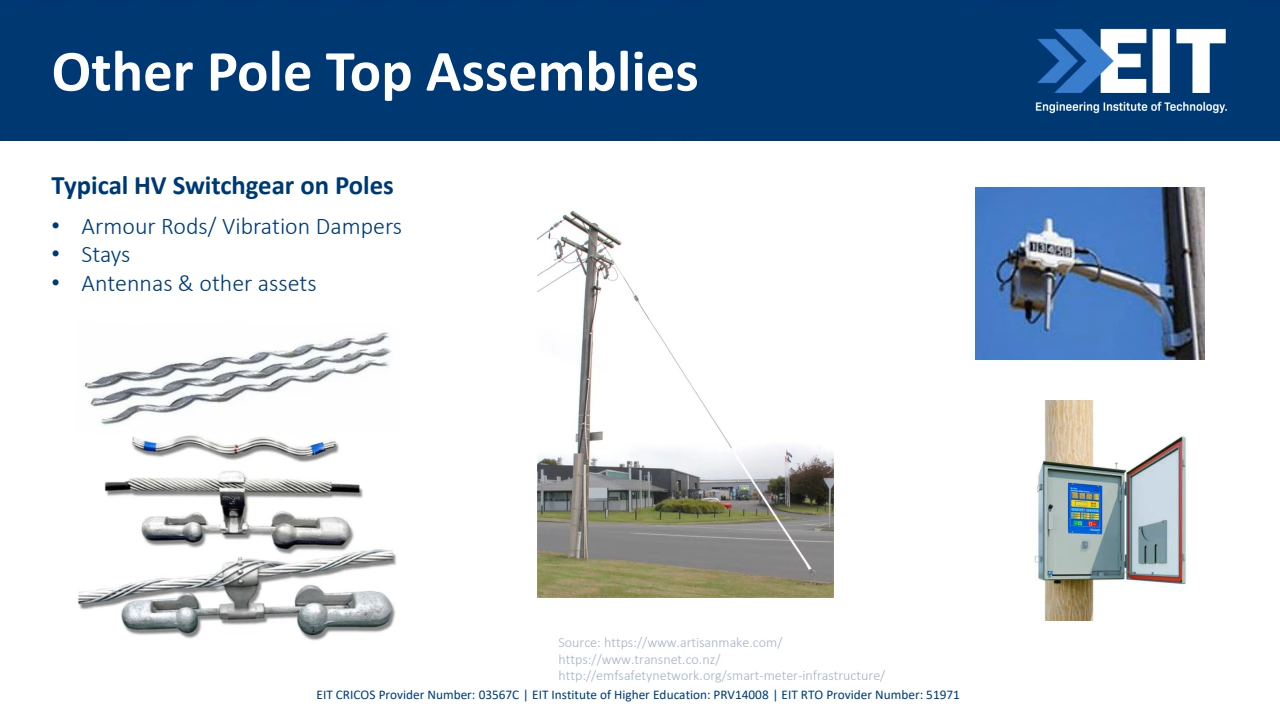 Other Pole Top Assemblies
EIT
Engineering Institute of Technology.
Typical HV Switchgear on Poles
• Armour Rods/ Vibration Dampers
• Stays
• Antennas & other assets
Source: https://www.artisanmake.com/
https://www.transnet.co.nz/
http://emfsafetynetwork.org/smart-meter-infrastructure/
EIT CRICOS Provider Number: 03567C | EIT Institute of Higher Education: PRV14008 | EIT RTO Provider Number: 51971